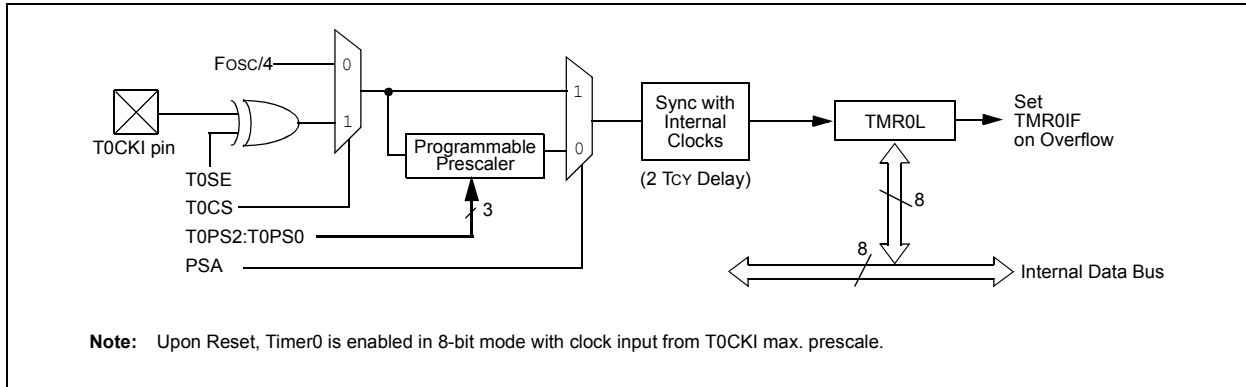 FOSC/4
0
1
T0CKI pin
T0SE
T0CS
T0PS2:T0PS0
PSA
Programmable
Prescaler
3
1
0
Sync with
Internal
Clocks
(2 TCY Delay)
TMR0L
Set
TMR0IF
on Overflow
8
8
Internal Data Bus
Note: Upon Reset, Timer0 is enabled in 8-bit mode with clock input from T0CKI max. prescale.